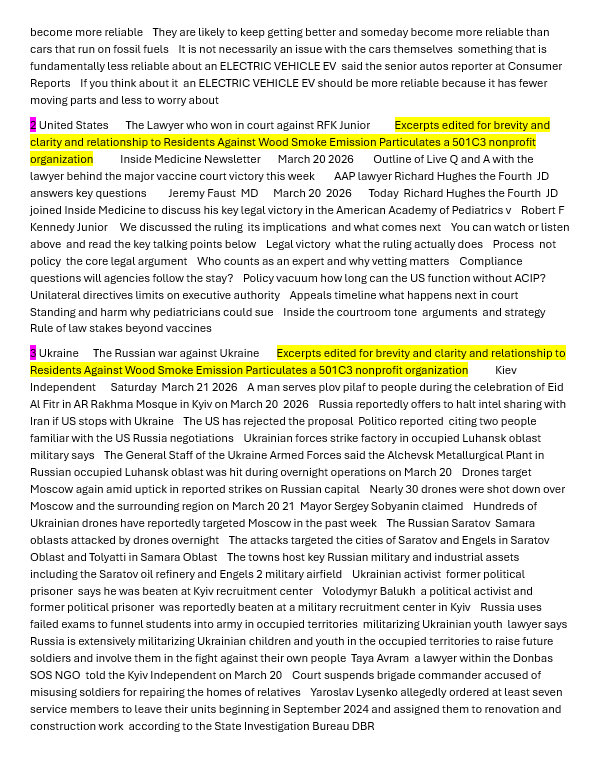 become more reliable They are likely to keep getting better and someday become more reliable than
cars that run on fossil fuels It is not necessarily an issue with the cars themselves something that is
fundamentally less reliable about an ELECTRIC VEHICLE EV said the senior autos reporter at Consumer
Reports If you think about it an ELECTRIC VEHICLE EV should be more reliable because it has fewer
moving parts and less to worry about
2 United States The Lawyer who won in court against RFK Junior Excerpts edited for brevity and
clarity and relationship to Residents Against Wood Smoke Emission Particulates a 501C3 nonprofit
organization Inside Medicine Newsletter March 20 2026 Outline of Live Q and A with the
lawyer behind the major vaccine court victory this week AAP lawyer Richard Hughes the Fourth JD
answers key questions Jeremy Faust MD March 20 2026 Today Richard Hughes the Fourth JD
joined Inside Medicine to discuss his key legal victory in the American Academy of Pediatrics v Robert F
Kennedy Junior We discussed the ruling its implications and what comes next You can watch or listen
above and read the key talking points below Legal victory what the ruling actually does Process not
policy the core legal argument Who counts as an expert and why vetting matters Compliance
questions will agencies follow the stay? Policy vacuum how long can the US function without ACIP?
Unilateral directives limits on executive authority Appeals timeline what happens next in court
Standing and harm why pediatricians could sue Inside the courtroom tone arguments and strategy
Rule of law stakes beyond vaccines
3 Ukraine The Russian war against Ukraine Excerpts edited for brevity and clarity and relationship to
Residents Against Wood Smoke Emission Particulates a 501C3 nonprofit organization Kiev
Independent Saturday March 21 2026 A man serves plov pilaf to people during the celebration of Eid
Al Fitr in AR Rakhma Mosque in Kyiv on March 20 2026 Russia reportedly offers to halt intel sharing with
Iran if US stops with Ukraine The US has rejected the proposal Politico reported citing two people
familiar with the US Russia negotiations Ukrainian forces strike factory in occupied Luhansk oblast
military says The General Staff of the Ukraine Armed Forces said the Alchevsk Metallurgical Plant in
Russian occupied Luhansk oblast was hit during overnight operations on March 20 Drones target
Moscow again amid uptick in reported strikes on Russian capital Nearly 30 drones were shot down over
Moscow and the surrounding region on March 20 21 Mayor Sergey Sobyanin claimed Hundreds of
Ukrainian drones have reportedly targeted Moscow in the past week The Russian Saratov Samara
oblasts attacked by drones overnight The attacks targeted the cities of Saratov and Engels in Saratov
Oblast and Tolyatti in Samara Oblast The towns host key Russian military and industrial assets
including the Saratov oil refinery and Engels 2 military airfield Ukrainian activist former political
prisoner says he was beaten at Kyiv recruitment center Volodymyr Balukh a political activist and
former political prisoner was reportedly beaten at a military recruitment center in Kyiv Russia uses
failed exams to funnel students into army in occupied territories militarizing Ukrainian youth lawyer says
Russia is extensively militarizing Ukrainian children and youth in the occupied territories to raise future
soldiers and involve them in the fight against their own people Taya Avram a lawyer within the Donbas
SOS NGO told the Kyiv Independent on March 20 Court suspends brigade commander accused of
misusing soldiers for repairing the homes of relatives Yaroslav Lysenko allegedly ordered at least seven
service members to leave their units beginning in September 2024 and assigned them to renovation and
construction work according to the State Investigation Bureau DBR